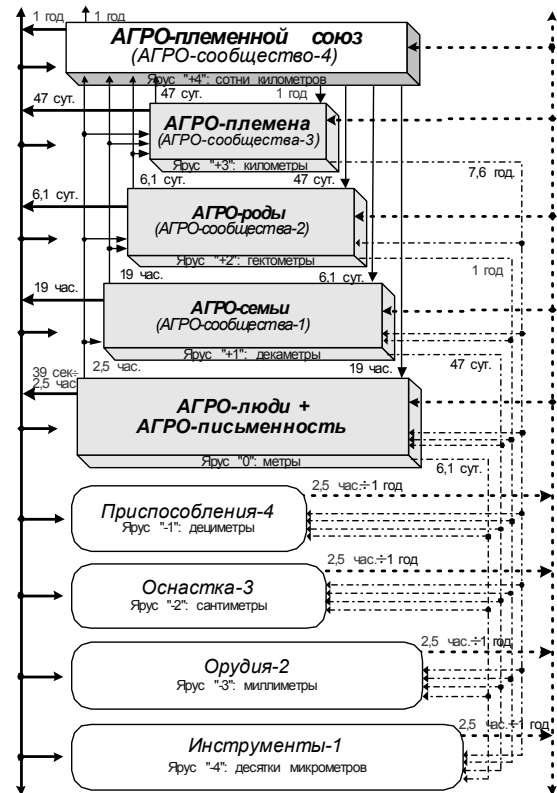 1 год 1 год
АГРО-племенной союз
(АГРО-сообщество-4)
Ярус "+4": сотни километров
47 сут. 47 сут. 1 год
АГРО-племена
(АГРО-сообщества-3)
Ярус "+3": километры
7,6 год.
6,1 сут. 6,1 сут. 47 сут.
АГРО-роды
(АГРО-сообщества-2)
Ярус "+2": гектометры
1 год
19 час. 19 час. 6,1 сут.
АГРО-семьи
(АГРО-сообщества-1)
Ярус "+1": декаметры
47 сут.
39 сек÷
2,5 час 2,5 час. 19 час.
АГРО-люди +
АГРО-письменность
Ярус "0": метры
6,1 сут.
2,5 час.÷1 год
Приспособления-4
Ярус "-1": дециметры
2,5 час.÷1 год
Оснастка-3
Ярус "-2": сантиметры
2,5 час.÷1 год
Орудия-2
Ярус "-3": миллиметры
2,5 час.÷1 год
Инструменты-1
Ярус "-4": десятки микрометров